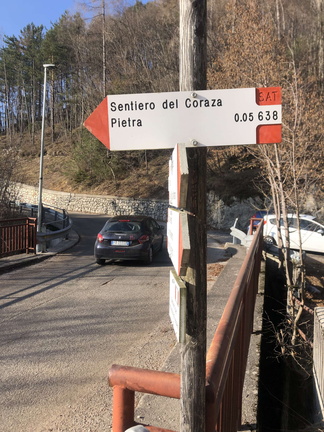 SAT
Sentiero del Coraza
Pietra 0.05 638